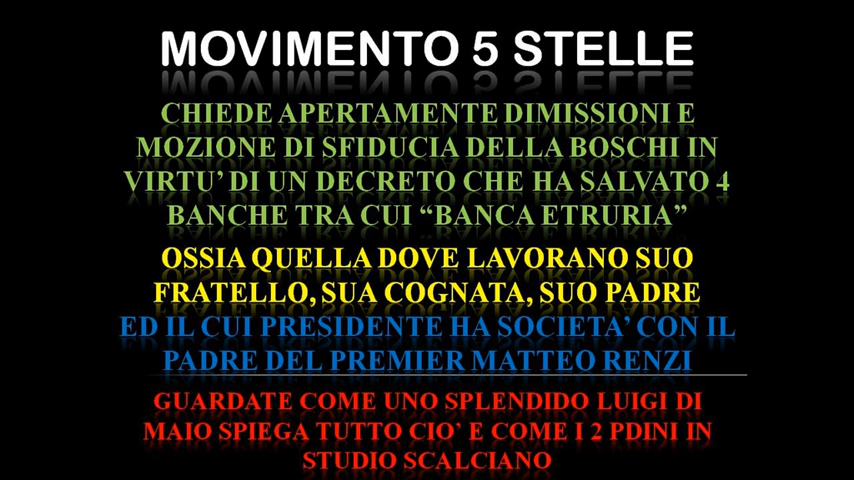 MOVIMENTO 5 STELLE
CHIEDE APERTAMENTE DIMISSIONI E
MOZIONE DI SFIDUCIA DELLA BOSCHI IN
VIRTU’ DI UN DECRETO CHE HA SALVATO 4
BANCHE TRA CUI “BANCA ETRURIA”
OSSIA QUELLA DOVE LAVORANO SUO
FRATELLO, SUA COGNATA, SUO PADRE
ED IL CUI PRESIDENTE HA SOCIETA’ CON IL
PADRE DEL PREMIER MATTEO RENZI
GUARDATE COME UNO SPLENDIDO LUIGI DI
MAIO SPIEGA TUTTO CIO’ E COME I 2 PDINI IN
STUDIO SCALCIANO